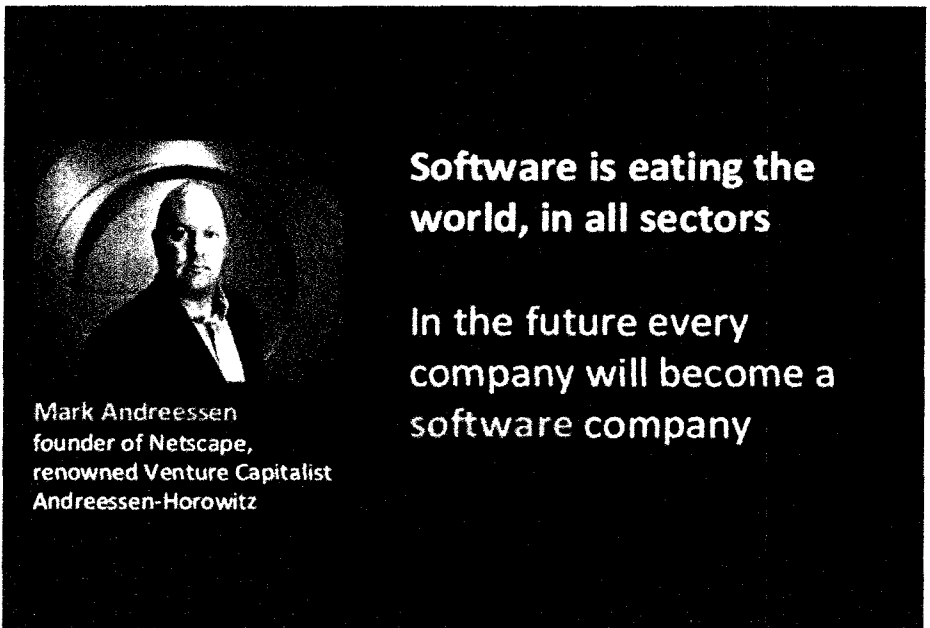 Software is eating the
world, in all sectors
In the future every
company will become a
software company
Mark Andreessen
founder of Netscape,
renowned Venture Capitalist
Andreessen-Horowitz